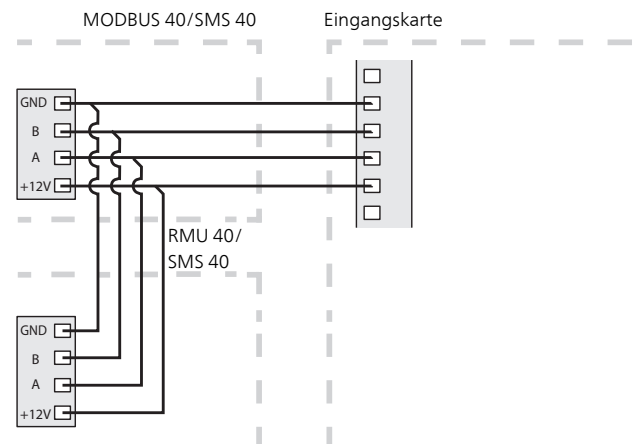 MODBUS 40/SMS 40
Eingangskarte
GND
B
A
+12V
RMU 40/
SMS 40
GND
B
A
+12V